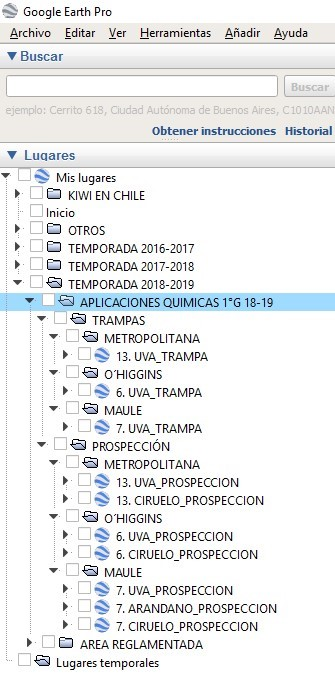 Google Earth Pro
Archivo Editar Ver Herramientas Añadir Ayuda
Buscar
Buscar
ejemplo: Cerrito 618, Ciudad Autónoma de Buenos Aires, C1010AAN
Obtener instrucciones Historial
Lugares
Mis lugares
KIWI EN CHILE
Inicio
OTROS
TEMPORADA 2016-2017
TEMPORADA 2017-2018
TEMPORADA 2018-2019
APLICACIONES QUIMICAS 1°G 18-19
TRAMPAS
METROPOLITANA
13. UVA_TRAMPA
O´HIGGINS
6. UVA_TRAMPA
MAULE
7. UVA_TRAMPA
PROSPECCIÓN
METROPOLITANA
13. UVA_PROSPECCION
13. CIRUELO_PROSPECCION
O´HIGGINS
6. UVA_PROSPECCION
6. CIRUELO_PROSPECCION
MAULE
7. UVA_PROSPECCION
7. ARANDANO_PROSPECCION
7. CIRUELO_PROSPECCION
AREA REGLAMENTADA
Lugares temporales